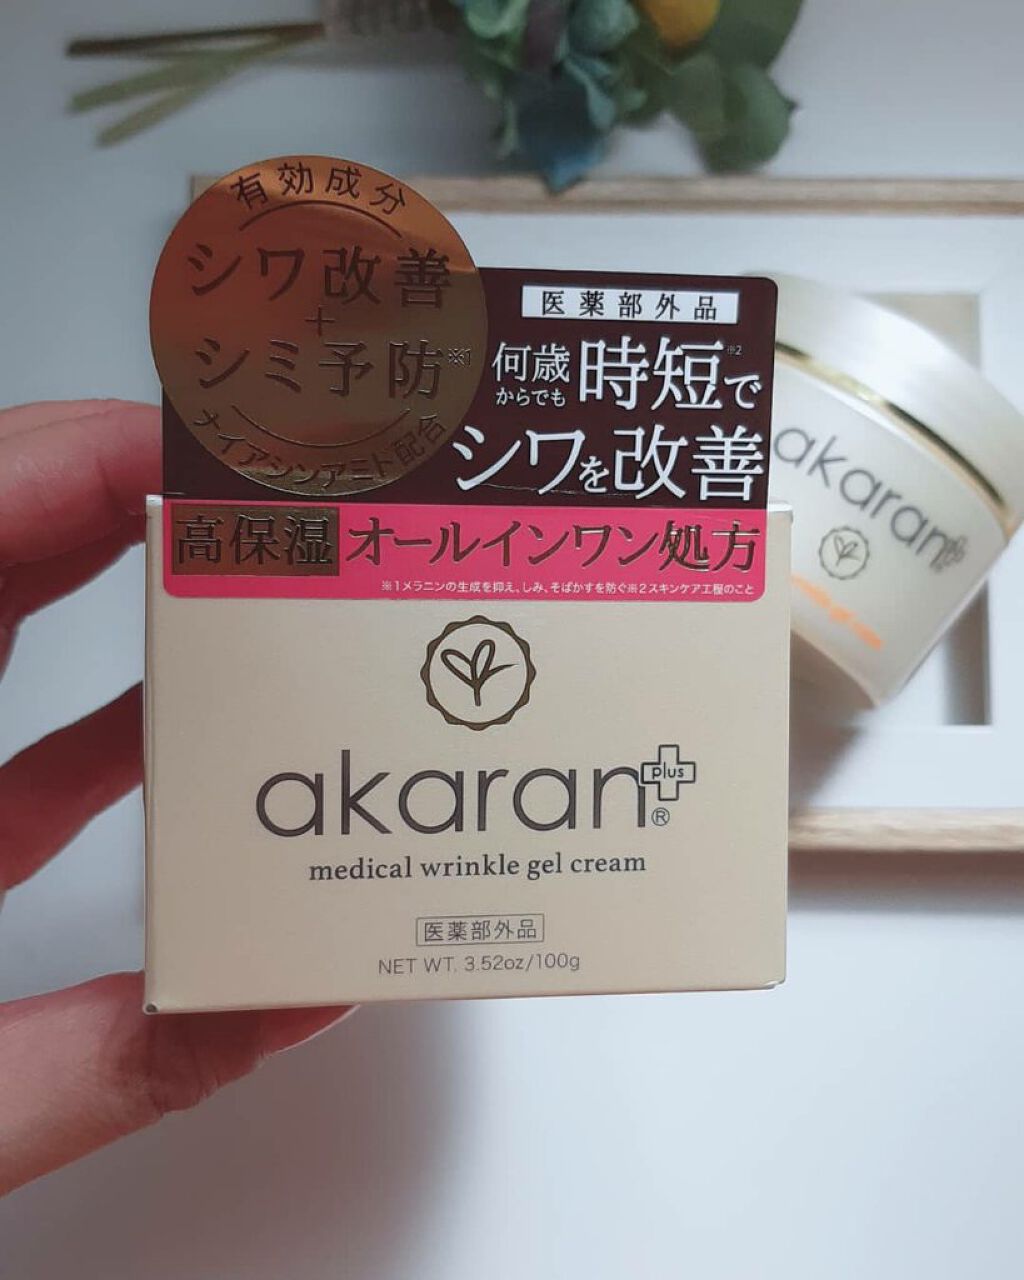 有効成分
シワ改善
+
シミ予防※1
ナイアシンアミド配合
医薬部外品
何歳からでも時短で※2
シワを改善
高保湿オールインワン処方
※1メラニンの生成を抑え、しみ、そばかすを防ぐ※2スキンケア工程のこと
akaran plus®
medical wrinkle gel cream
医薬部外品
NET WT. 3.52oz/100g
akaran